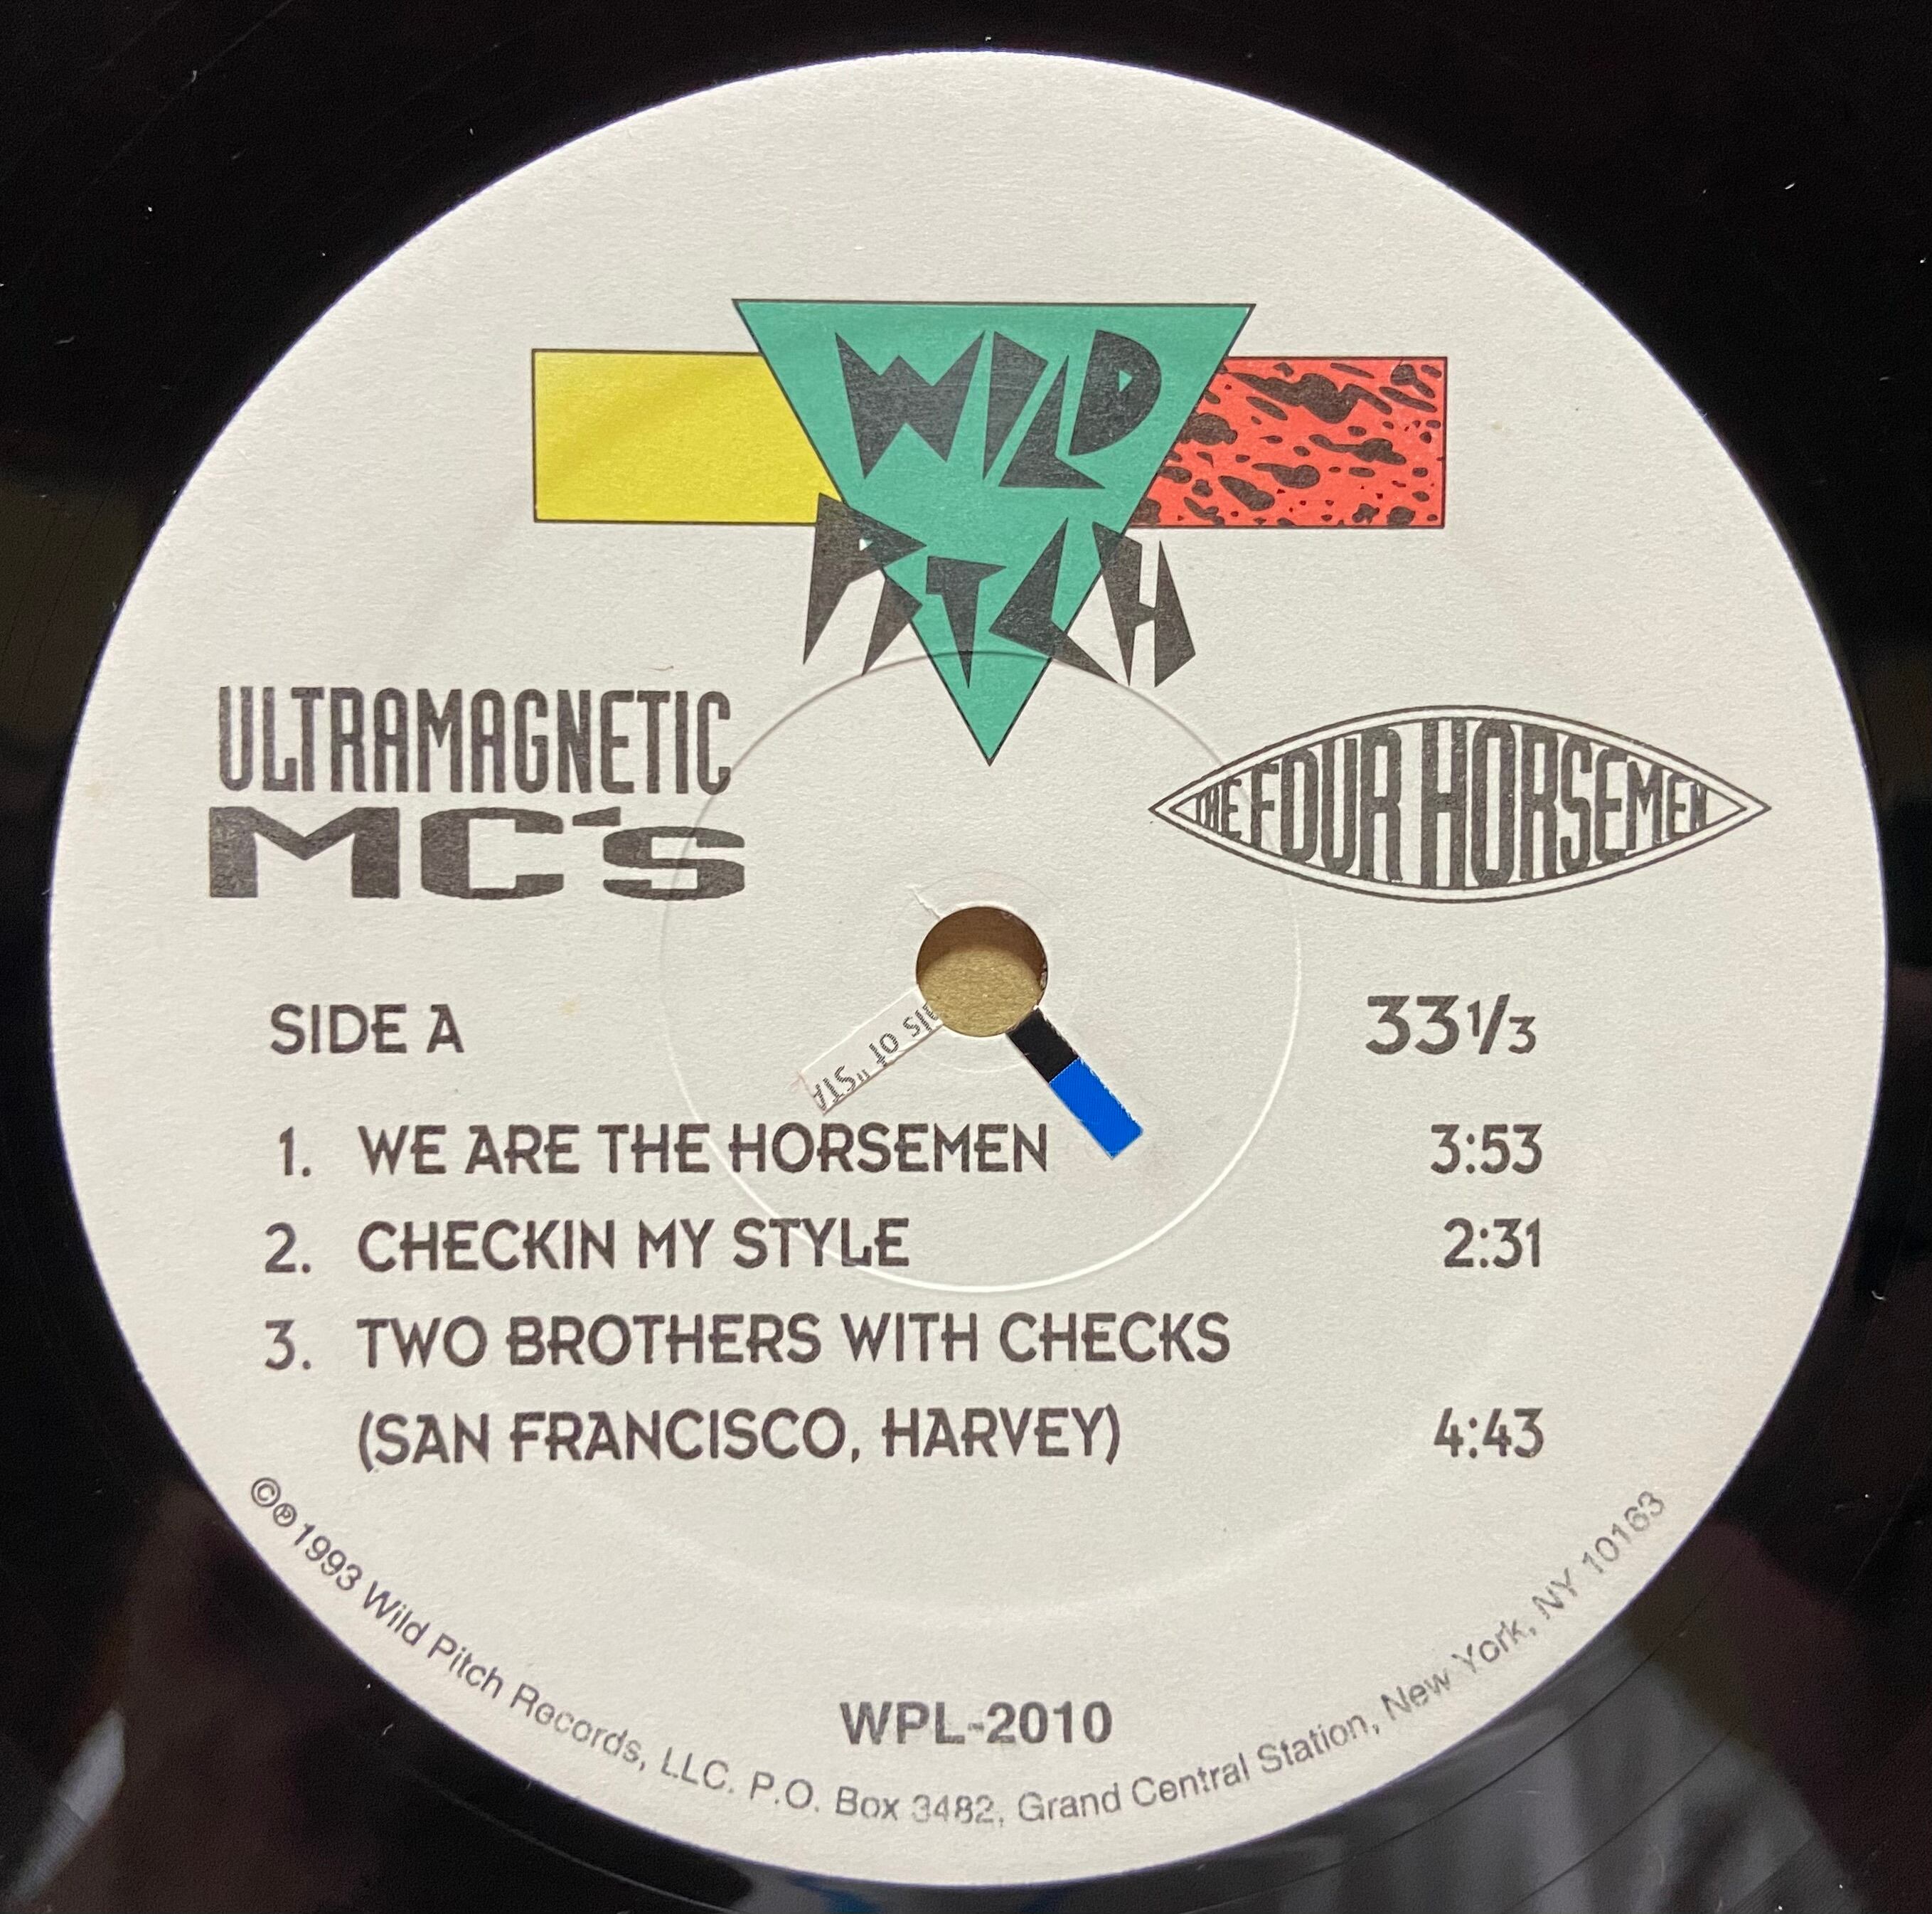 WILD
PITCH
ULTRAMAGNETIC
MC's
THE FOUR HORSEMEN
SIDE A
33 1/3
1. WE ARE THE HORSEMEN 3:53
2. CHECKIN MY STYLE 2:31
3. TWO BROTHERS WITH CHECKS
(SAN FRANCISCO, HARVEY) 4:43
WPL-2010
©℗ 1993 Wild Pitch Records, LLC. P.O. Box 3482, Grand Central Station, New York, NY 10163